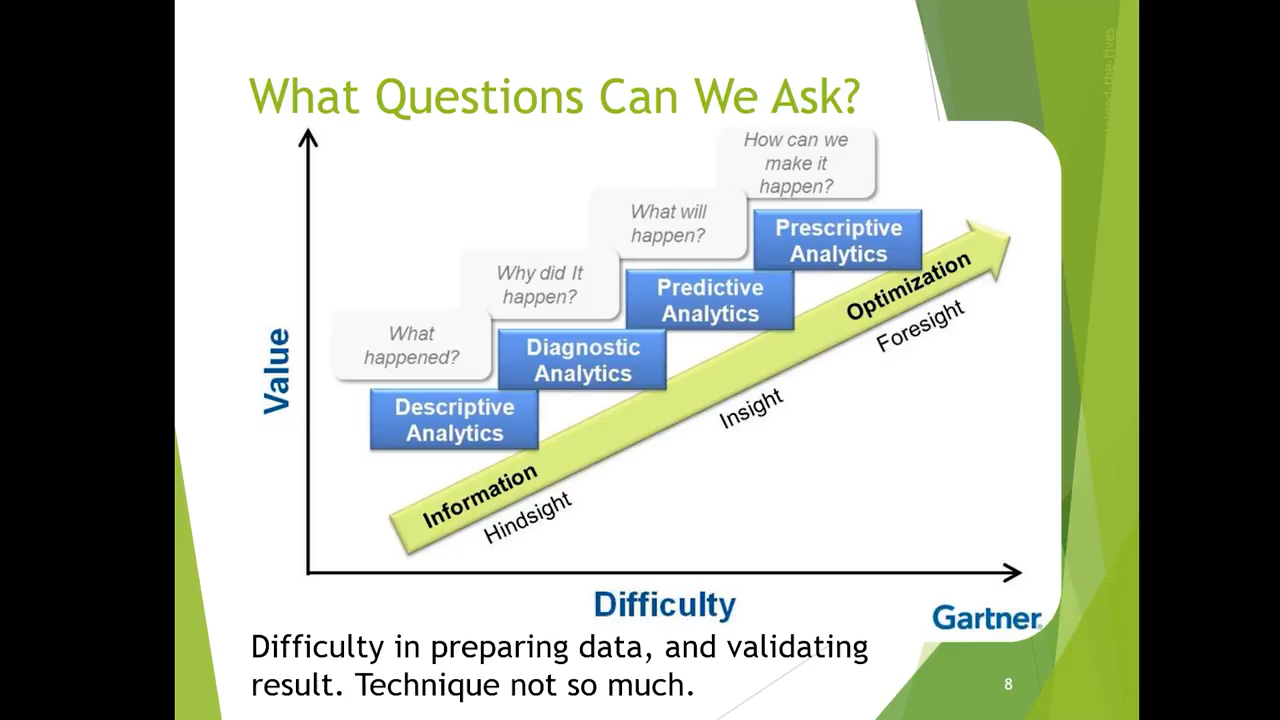 What Questions Can We Ask?
How can we
make it
happen?
What will
happen?
Prescriptive
Analytics
Why did It
happen?
Predictive
Analytics
What
happened?
Diagnostic
Analytics
Descriptive
Analytics
Value
Information
Hindsight
Insight
Optimization
Foresight
Difficulty
Gartner
Difficulty in preparing data, and validating
result. Technique not so much.
8